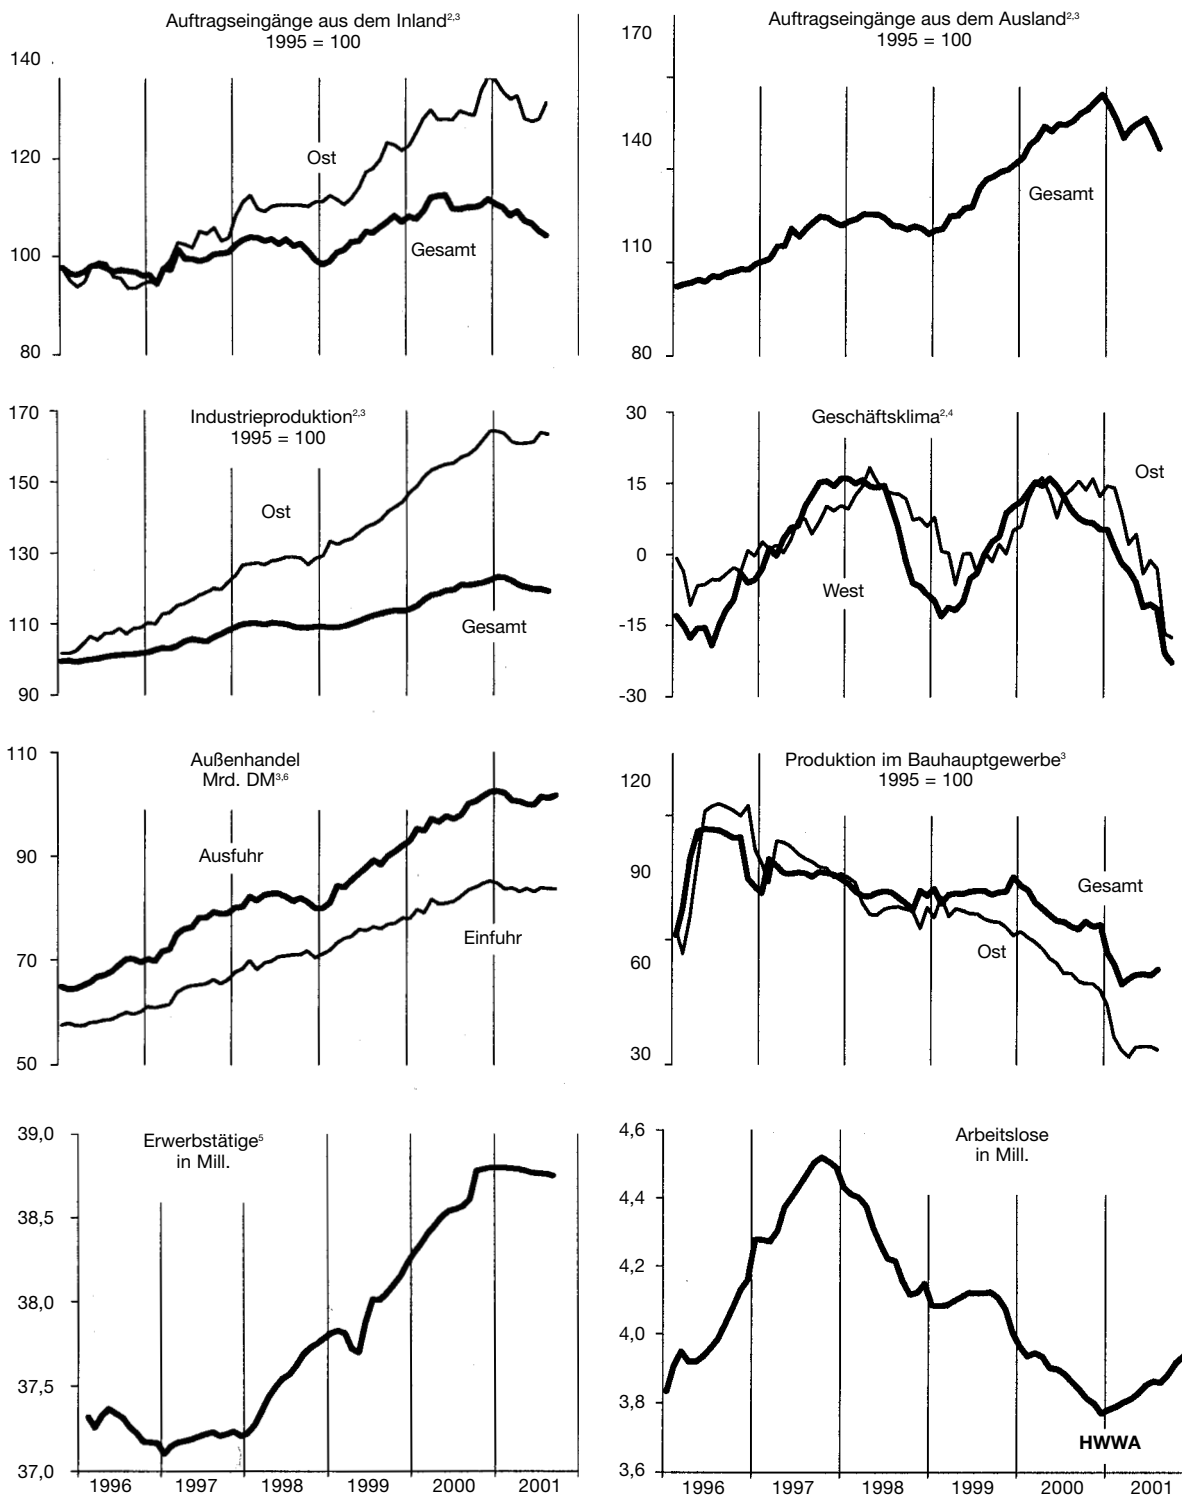 Auftragseingänge aus dem Inland2,3
1995 = 100
140
120
100
80
Ost
Gesamt
Auftragseingänge aus dem Ausland2,3
1995 = 100
170
140
110
80
Gesamt
Industrieproduktion2,3
1995 = 100
170
150
130
110
90
Ost
Gesamt
Geschäftsklima2,4
30
15
0
-15
-30
Ost
West
Außenhandel
Mrd. DM3,6
110
90
70
50
Ausfuhr
Einfuhr
Produktion im Bauhauptgewerbe3
1995 = 100
120
90
60
30
Gesamt
Ost
Erwerbstätige5
in Mill.
39,0
38,5
38,0
37,5
37,0
1996 1997 1998 1999 2000 2001
Arbeitslose
in Mill.
4,6
4,4
4,2
4,0
3,8
3,6
HWWA
1996 1997 1998 1999 2000 2001